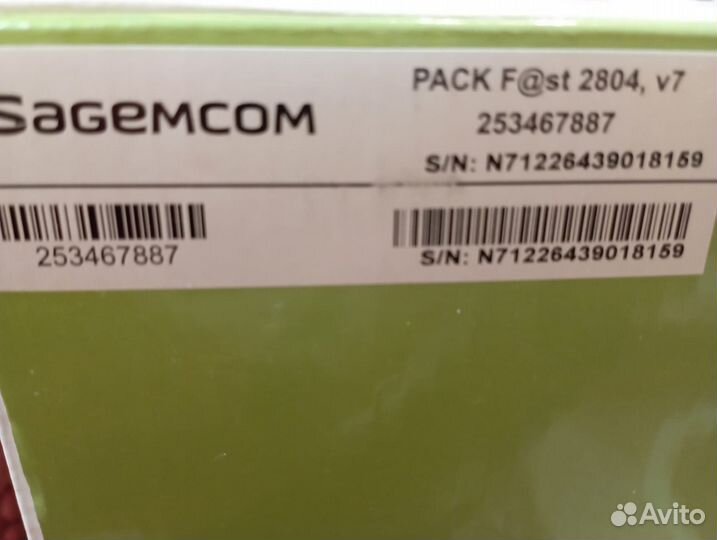 Sagemcom
PACK F@st 2804, v7
253467887
S/N: N71226439018159
253467887
S/N: N71226439018159
Avito